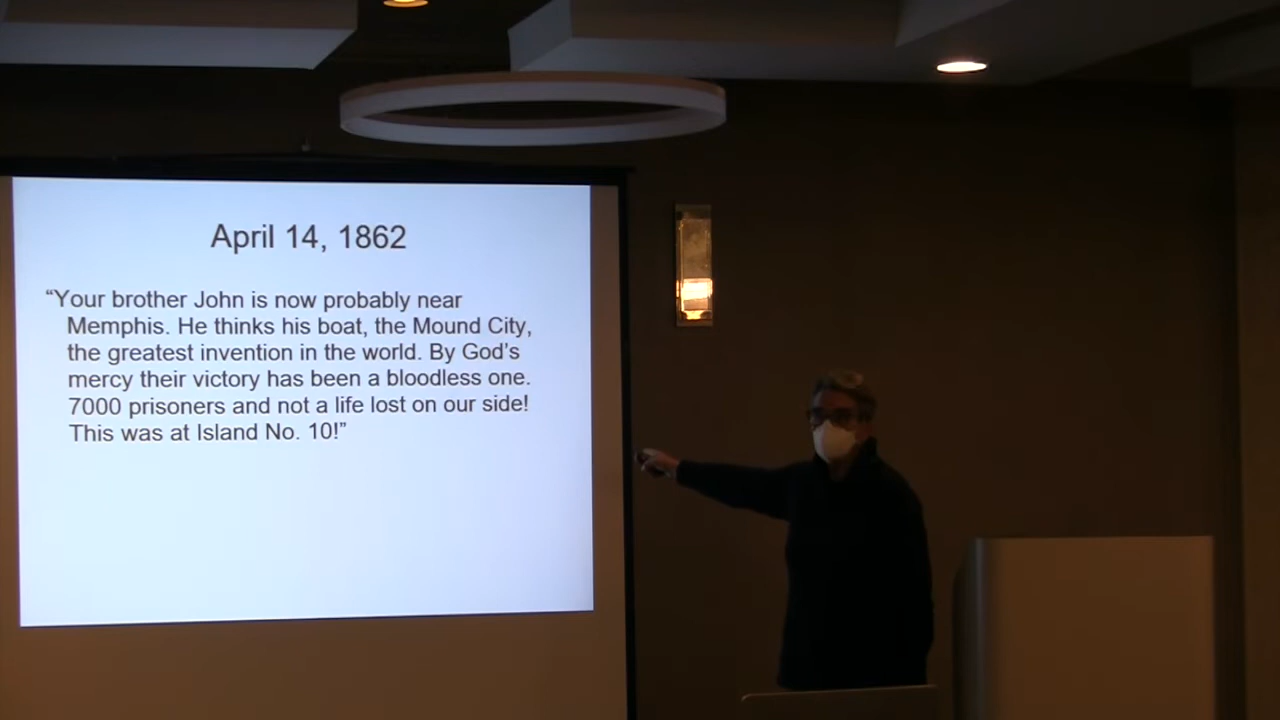 April 14, 1862
“Your brother John is now probably near
Memphis. He thinks his boat, the Mound City,
the greatest invention in the world. By God’s
mercy their victory has been a bloodless one.
7000 prisoners and not a life lost on our side!
This was at Island No. 10!”